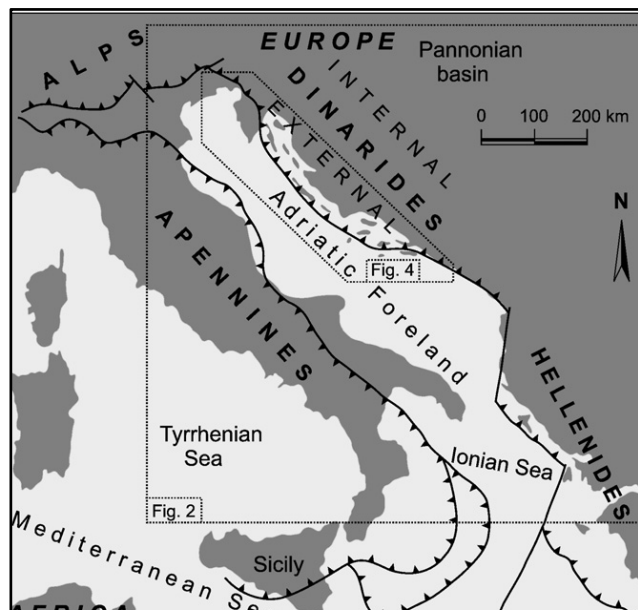 ALPS
EUROPE
Pannonian
basin
INTERNAL
DINARIDES
EXTERNAL
0 100 200 km
N
Adriatic Foreland
Fig. 4
APENNINES
HELLENIDES
Tyrrhenian
Sea
Ionian Sea
Fig. 2
Mediterranean Se
Sicily
AFRICA